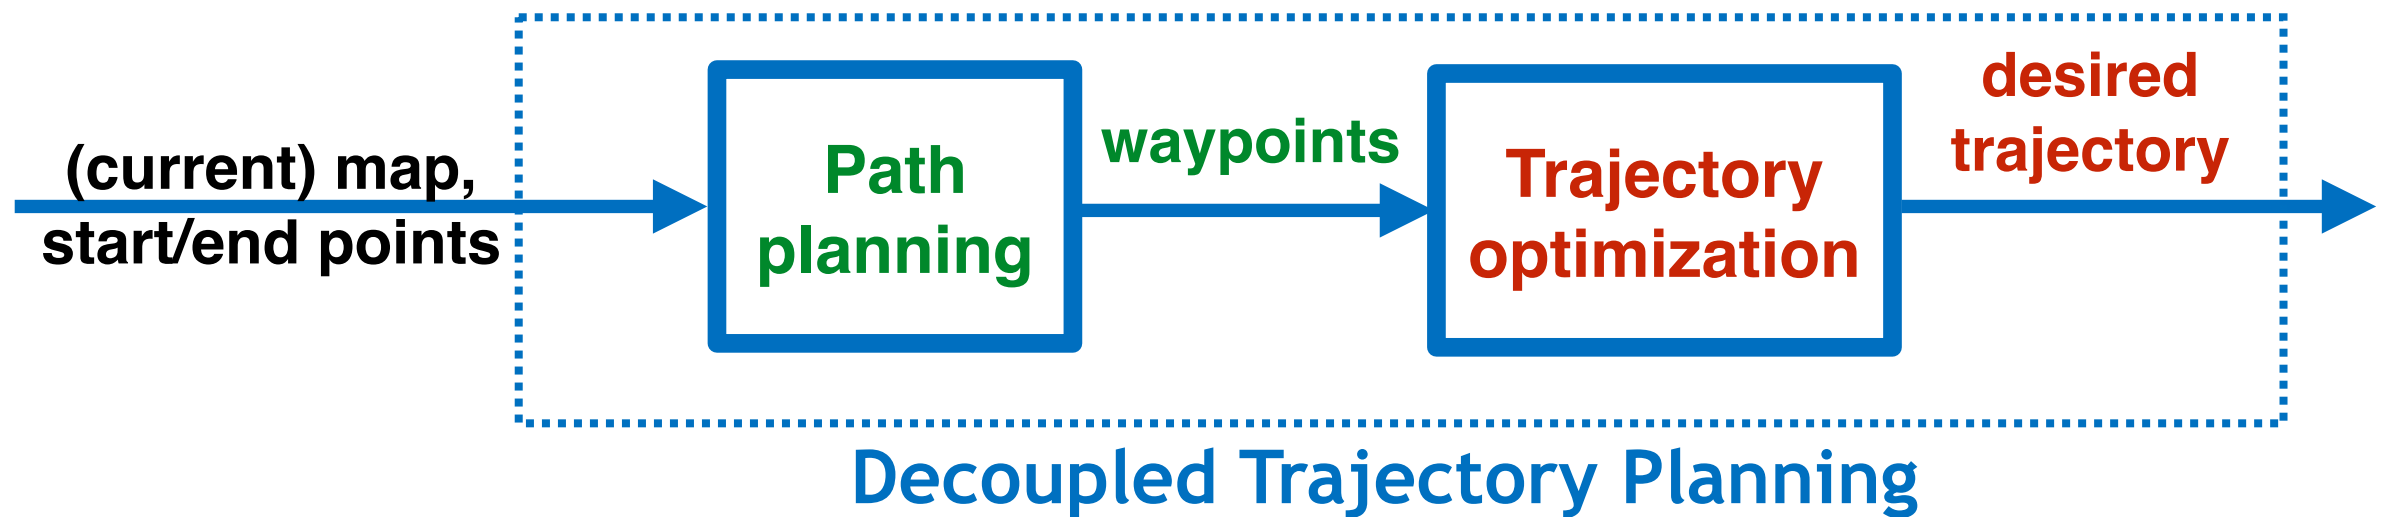 (current) map,
start/end points
Path
planning
waypoints
Trajectory
optimization
desired
trajectory
Decoupled Trajectory Planning